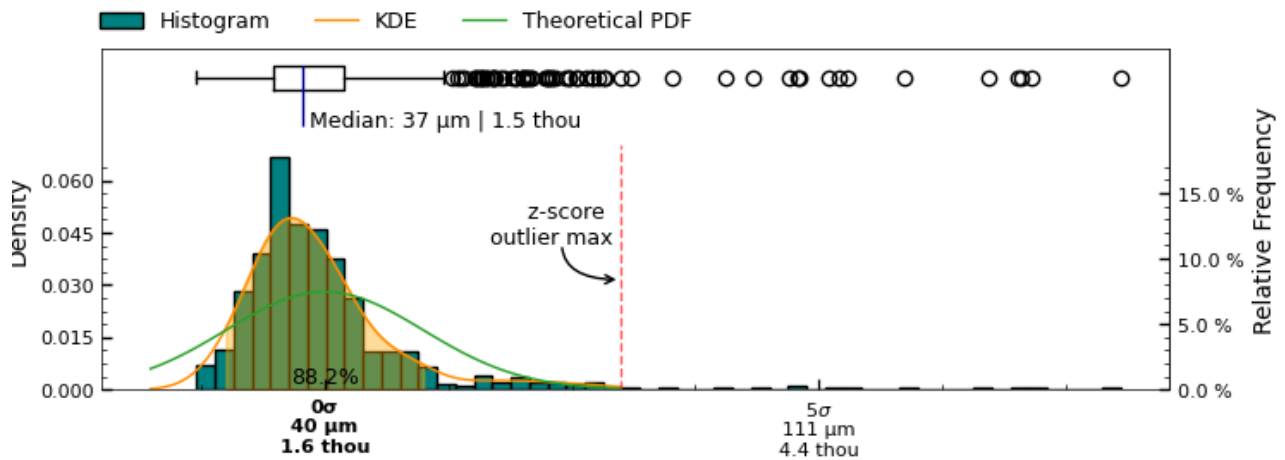 Histogram KDE Theoretical PDF
Median: 37 µm | 1.5 thou
Density
0.060
0.045
0.030
0.015
0.000
z-score
outlier max
88.2%
15.0 %
10.0 %
5.0 %
0.0 %
Relative Frequency
0σ
40 µm
1.6 thou
5σ
111 µm
4.4 thou